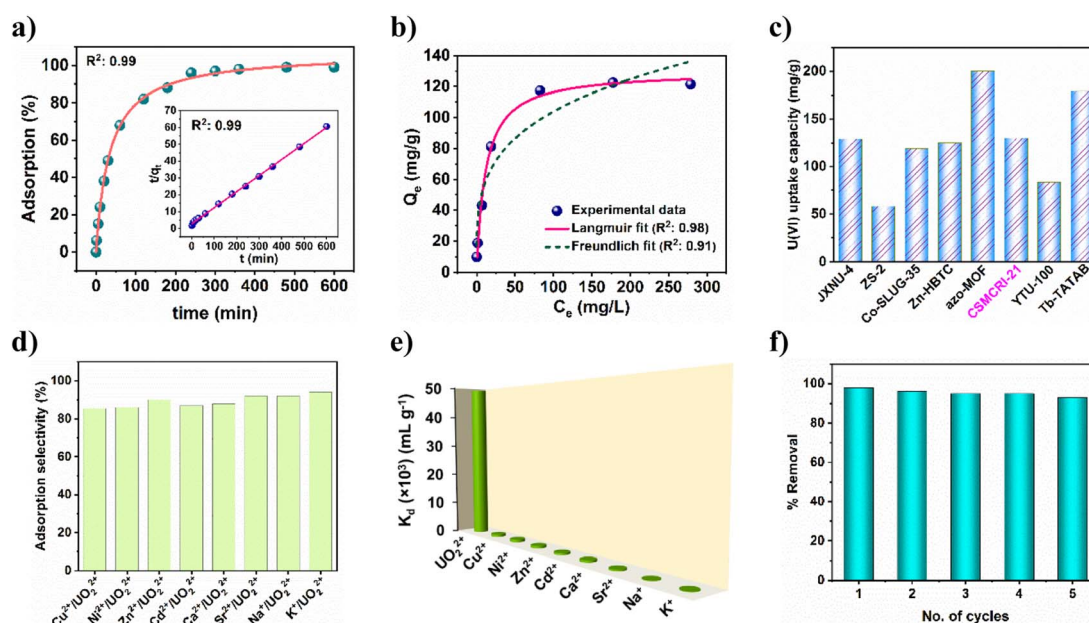 a)
R²: 0.99
Adsorption (%)
100
80
60
40
20
0
0 100 200 300 400 500 600
time (min)
R²: 0.99
t/qt
70
60
50
40
30
20
10
0
0 100 200 300 400 500 600
t (min)
b)
Qe (mg/g)
140
120
100
80
60
40
20
0
0 50 100 150 200 250 300
Ce (mg/L)
Experimental data
Langmuir fit (R²: 0.98)
Freundlich fit (R²: 0.91)
c)
U(VI) uptake capacity (mg/g)
200
150
100
50
0
JXNU-4
ZS-2
Co-SLUG-35
Zn-HBTC
azo-MOF
CSMCRI-21
YTU-100
Tb-TATAB
d)
Adsorption selectivity (%)
100
80
60
40
20
0
Cu²⁺/UO₂²⁺
Ni²⁺/UO₂²⁺
Zn²⁺/UO₂²⁺
Cd²⁺/UO₂²⁺
Ca²⁺/UO₂²⁺
Sr²⁺/UO₂²⁺
Na⁺/UO₂²⁺
K⁺/UO₂²⁺
e)
Kd (×10³) (mL g⁻¹)
50
40
30
20
10
0
UO₂²⁺
Cu²⁺
Ni²⁺
Zn²⁺
Cd²⁺
Ca²⁺
Sr²⁺
Na⁺
K⁺
f)
% Removal
100
80
60
40
20
0
1 2 3 4 5
No. of cycles